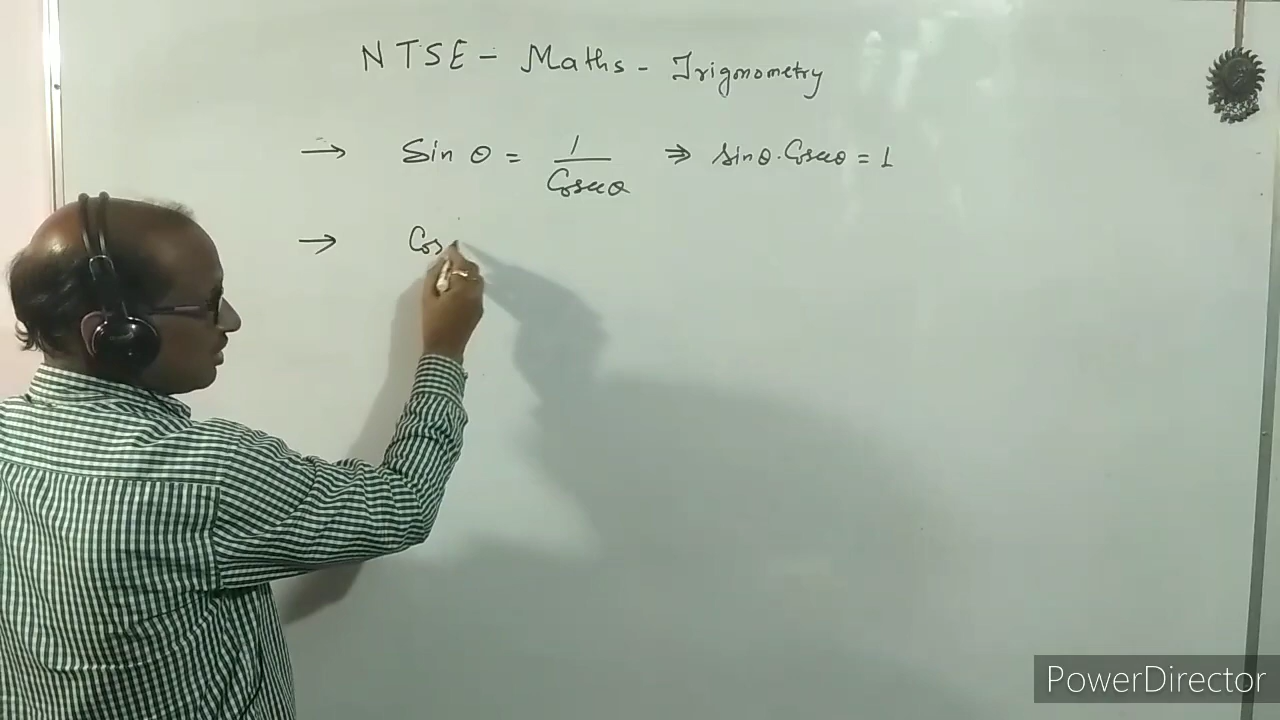 NTSE - Maths - Trigonometry
→ Sin θ = 1/Cosecθ ⇒ sinθ. Cosecθ = 1
→ Cos
PowerDirector